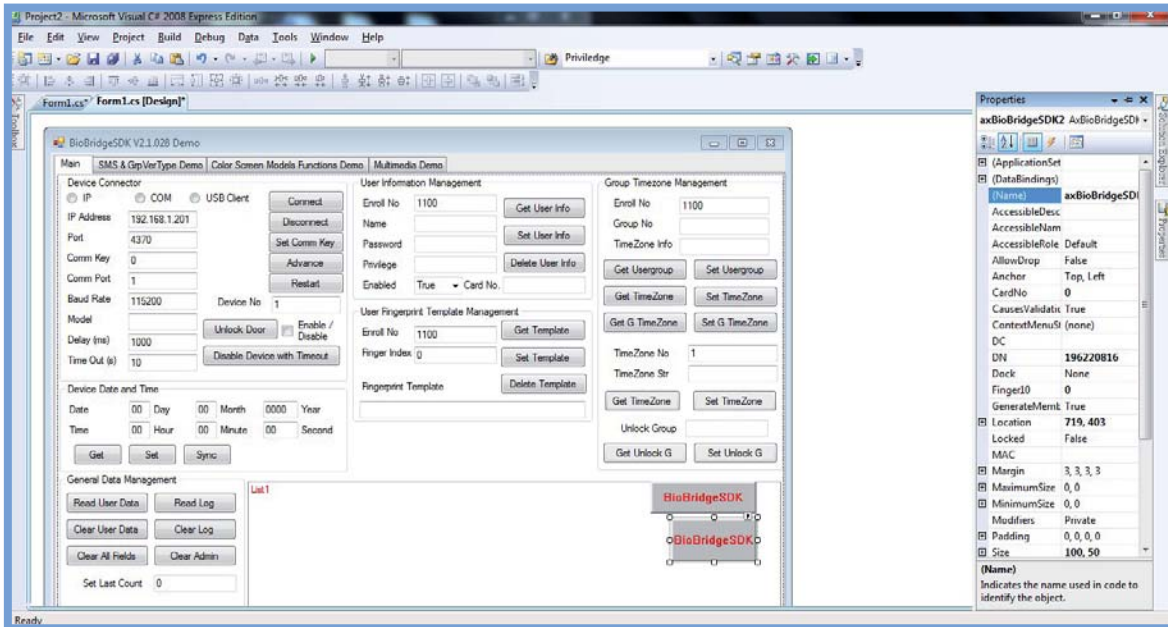 Project2 - Microsoft Visual C# 2008 Express Edition
File Edit View Project Build Debug Data Tools Window Help
Priviledge
Form1.cs* Form1.cs [Design]*
Toolbox
BioBridgeSDK V2.1.028 Demo
Main SMS & GrpVerType Demo Color Screen Models Functions Demo Multimedia Demo
Device Connector
IP COM USB Client Connect
IP Address 192.168.1.201 Disconnect
Port 4370 Set Comm Key
Comm Key 0 Advance
Comm Port 1 Restart
Baud Rate 115200 Device No 1
Model Unlock Door Enable / Disable
Delay (ms) 1000
Time Out (s) 10 Disable Device with Timeout
Device Date and Time
Date 00 Day 00 Month 0000 Year
Time 00 Hour 00 Minute 00 Second
Get Set Sync
General Data Management
Read User Data Read Log
Clear User Data Clear Log
Clear All Fields Clear Admin
Set Last Count 0
User Information Management
Enroll No 1100 Get User Info
Name
Password Set User Info
Privilege Delete User Info
Enabled True Card No.
User Fingerprint Template Management
Enroll No 1100 Get Template
Finger Index 0 Set Template
Fingerprint Template Delete Template
Group Timezone Management
Enroll No 1100
Group No
TimeZone Info
Get Usergroup Set Usergroup
Get TimeZone Set TimeZone
Get G TimeZone Set G TimeZone
TimeZone No 1
TimeZone Str
Get TimeZone Set TimeZone
Unlock Group
Get Unlock G Set Unlock G
List1
BioBridgeSDK
BioBridgeSDK
Properties
axBioBridgeSDK2 AxBioBridgeSDK
(ApplicationSet
(DataBindings)
(Name) axBioBridgeSDI
AccessibleDesc
AccessibleNam
AccessibleRole Default
AllowDrop False
Anchor Top, Left
CardNo 0
CausesValidatic True
ContextMenuSt (none)
DC
DN 196220816
Dock None
Finger10 0
GenerateMemb True
Location 719, 403
Locked False
MAC
Margin 3, 3, 3, 3
MaximumSize 0, 0
MinimumSize 0, 0
Modifiers Private
Padding 0, 0, 0, 0
Size 100, 50
(Name)
Indicates the name used in code to
identify the object.
Solution Explorer
Properties
Ready